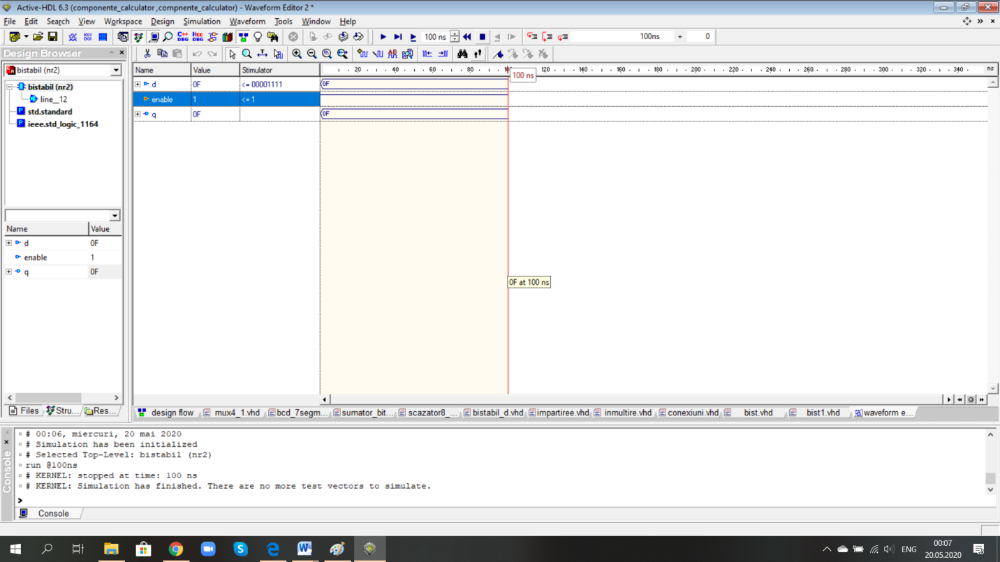 Active-HDL 6.3 (componente_calculator ,compnente_calculator) - Waveform Editor 2 *
File Edit Search View Workspace Design Simulation Waveform Tools Window Help
C++ DBG HEC DBG 100 ns 100ns + 0
Design Browser
bistabil (nr2)
bistabil (nr2)
line__12
std.standard
ieee.std_logic_1164
Name Value
d 0F
enable 1
q 0F
Files Stru... Res...
Name Value Stimulator 20 40 60 80 120 140 160 180 200 220 240 260 280 300 320 340 ns
100 ns
d 0F <= 00001111 0F
enable 1 <= 1
q 0F 0F
0F at 100 ns
design flow mux4_1.vhd bcd_7segm... sumator_bit... scazator8_... bistabil_d.vhd impartiree.vhd inmultire.vhd conexiuni.vhd bist.vhd bist1.vhd waveform e...
Console
# 00:06, miercuri, 20 mai 2020
# Simulation has been initialized
# Selected Top-Level: bistabil (nr2)
run @100ns
# KERNEL: stopped at time: 100 ns
# KERNEL: Simulation has finished. There are no more test vectors to simulate.
>
Console
ENG 00:07
20.05.2020